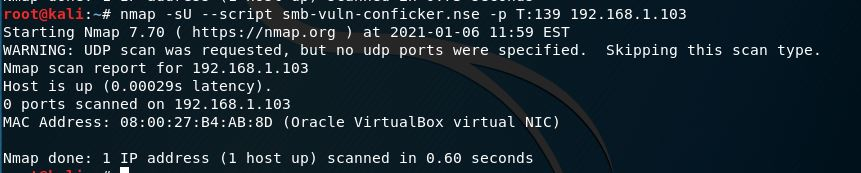 root@kali:~# nmap -sU --script smb-vuln-conficker.nse -p T:139 192.168.1.103
Starting Nmap 7.70 ( https://nmap.org ) at 2021-01-06 11:59 EST
WARNING: UDP scan was requested, but no udp ports were specified.  Skipping this scan type.
Nmap scan report for 192.168.1.103
Host is up (0.00029s latency).
0 ports scanned on 192.168.1.103
MAC Address: 08:00:27:B4:AB:8D (Oracle VirtualBox virtual NIC)
Nmap done: 1 IP address (1 host up) scanned in 0.60 seconds